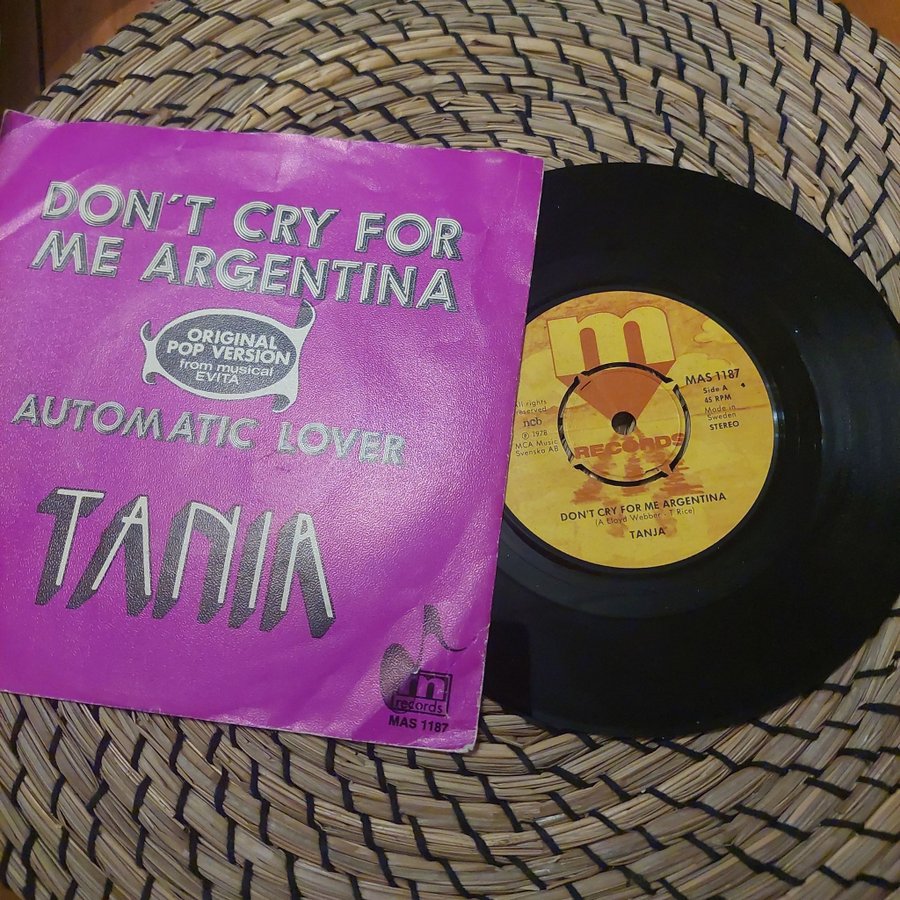 DON'T CRY FOR
ME ARGENTINA
ORIGINAL
POP VERSION
from musical
EVITA
AUTOMATIC LOVER
TANIA
m
records
MAS 1187
m
RECORDS
MAS 1187
Side A
45 RPM
Made in
Sweden
STEREO
All rights
reserved
ncb
℗ 1978
MCA Music
Svenska AB
DON'T CRY FOR ME ARGENTINA
(A Lloyd Webber - T Rice)
TANJA